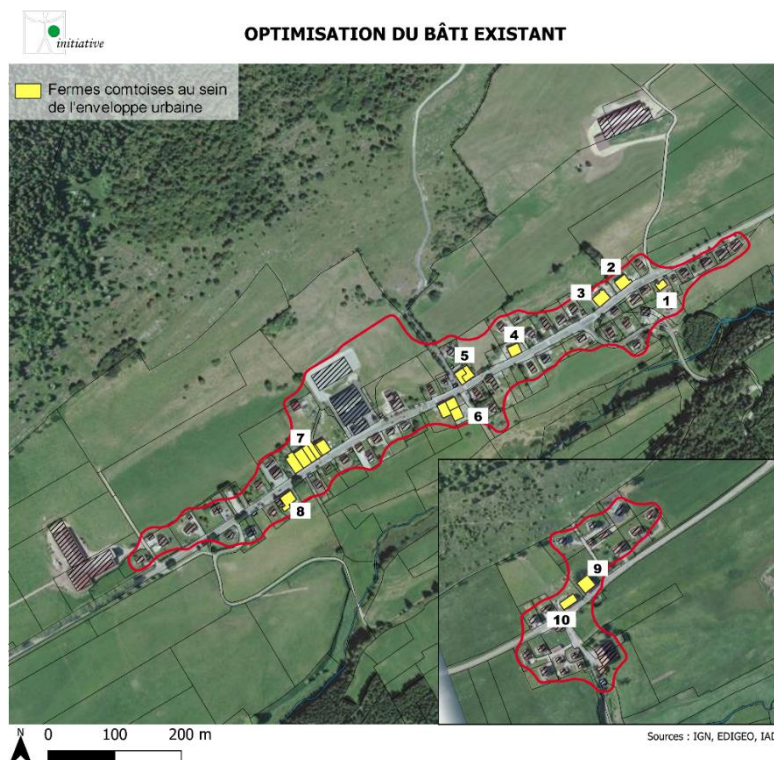 initiative
OPTIMISATION DU BÂTI EXISTANT
Fermes comtoises au sein
de l'enveloppe urbaine
2
3
1
4
5
6
7
8
9
10
N
0 100 200 m
Sources : IGN, EDIGEO, IAD